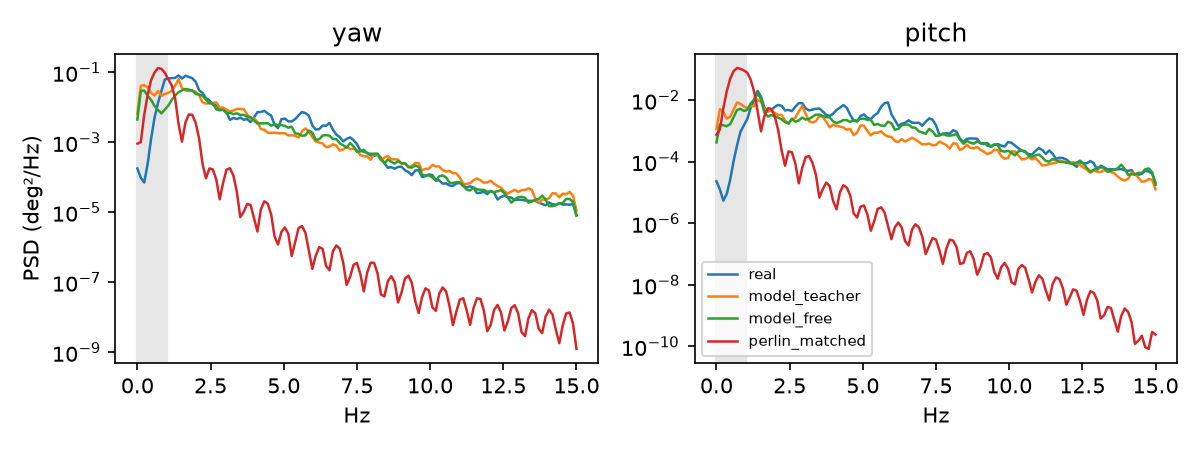 yaw
pitch
PSD (deg²/Hz)
10⁻¹
10⁻³
10⁻⁵
10⁻⁷
10⁻⁹
0.0 2.5 5.0 7.5 10.0 12.5 15.0
Hz
10⁻²
10⁻⁴
10⁻⁶
10⁻⁸
10⁻¹⁰
real
model_teacher
model_free
perlin_matched
0.0 2.5 5.0 7.5 10.0 12.5 15.0
Hz